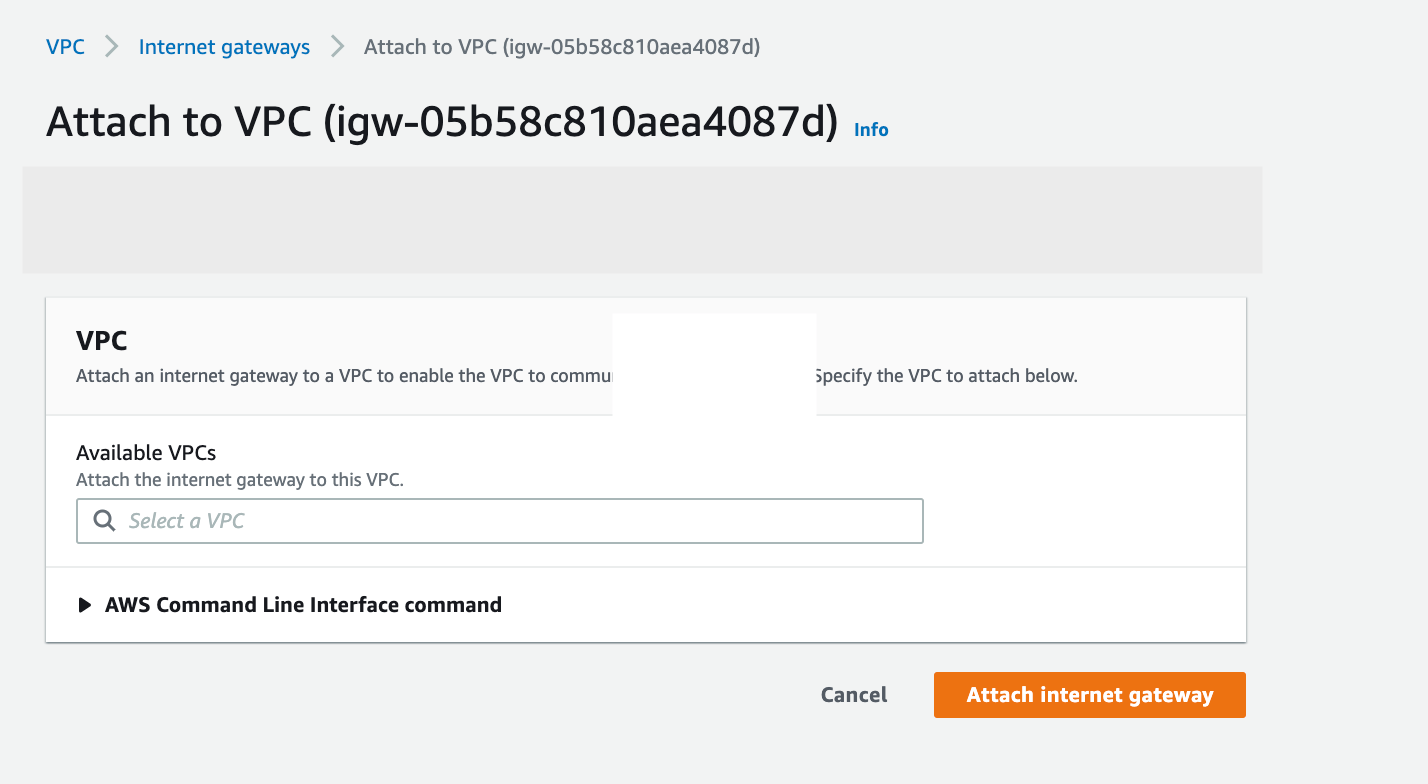 VPC > Internet gateways > Attach to VPC (igw-05b58c810aea4087d)
Attach to VPC (igw-05b58c810aea4087d) Info
VPC
Attach an internet gateway to a VPC to enable the VPC to Specify the VPC to attach below.
Available VPCs
Attach the internet gateway to this VPC.
Select a VPC
AWS Command Line Interface command
Cancel Attach internet gateway